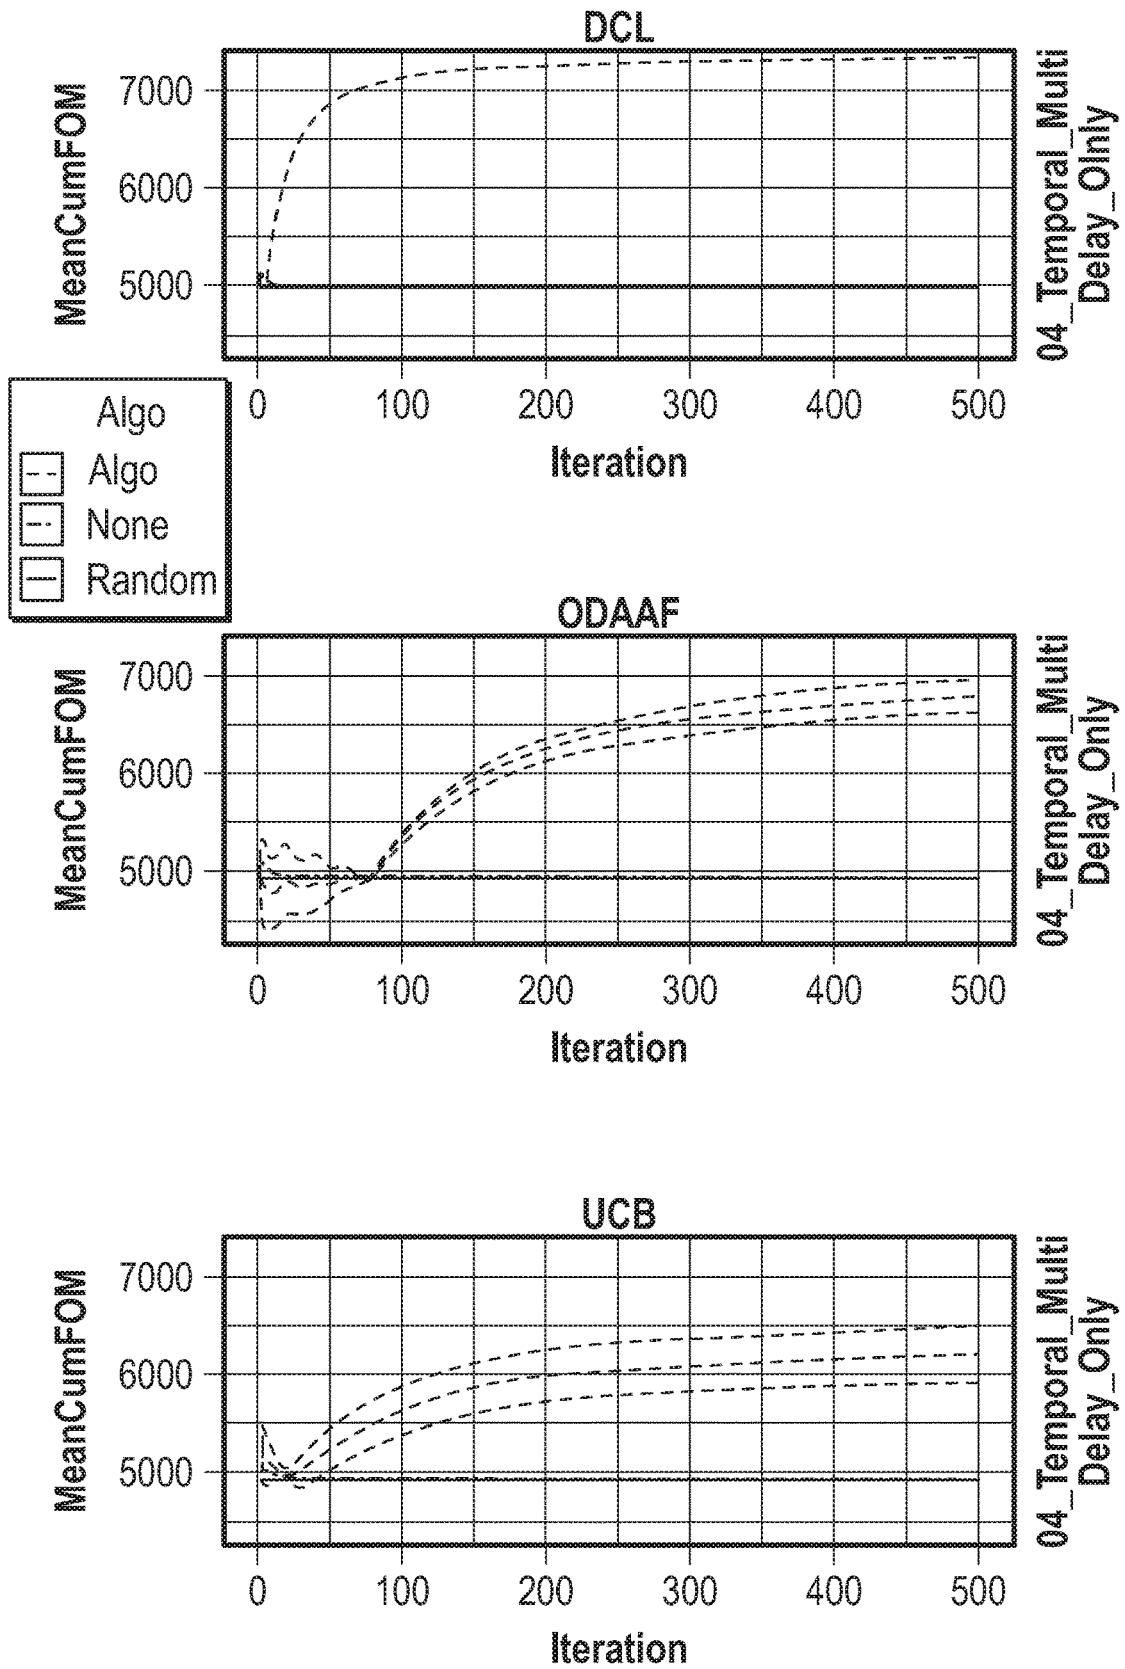 DCL
MeanCumFOM
7000
6000
5000
04_Temporal_Multi
Delay_Olnly
0 100 200 300 400 500
Iteration
Algo
Algo
None
Random
ODAAF
MeanCumFOM
7000
6000
5000
04_Temporal_Multi
Delay_Only
0 100 200 300 400 500
Iteration
UCB
MeanCumFOM
7000
6000
5000
04_Temporal_Multi
Delay_Only
0 100 200 300 400 500
Iteration